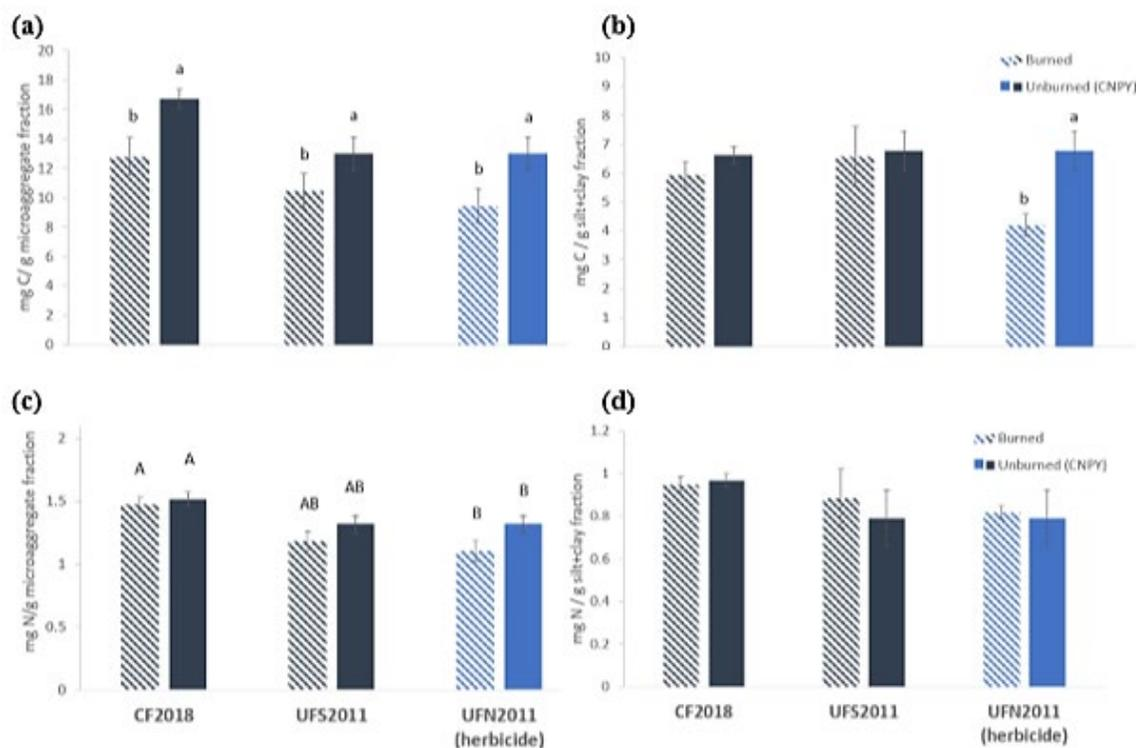 (a)
mg C/ g microaggregate fraction
20
18
16
14
12
10
8
6
4
2
0
b
a
b
a
b
a
(b)
mg C / g silt+clay fraction
10
9
8
7
6
5
4
3
2
1
0
Burned
Unburned (CNPY)
b
a
(c)
mg N/g microaggregate fraction
2
1.5
1
0.5
0
A
A
AB
AB
B
B
CF2018
UFS2011
UFN2011
(herbicide)
(d)
mg N / g silt+clay fraction
1.2
1
0.8
0.6
0.4
0.2
0
Burned
Unburned (CNPY)
CF2018
UFS2011
UFN2011
(herbicide)